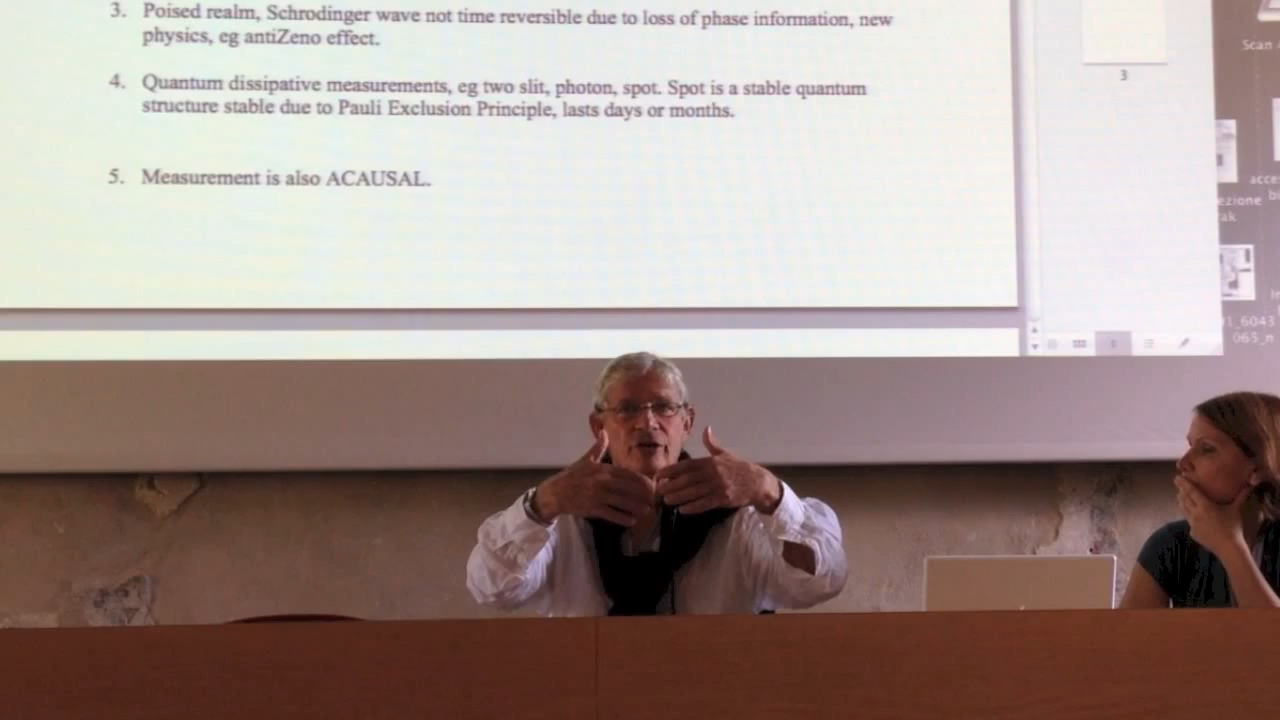 3. Poised realm, Schrodinger wave not time reversible due to loss of phase information, new
physics, eg antiZeno effect.
4. Quantum dissipative measurements, eg two slit, photon, spot. Spot is a stable quantum
structure stable due to Pauli Exclusion Principle, lasts days or months.
5. Measurement is also ACAUSAL.
3
Scan
acce
ezione